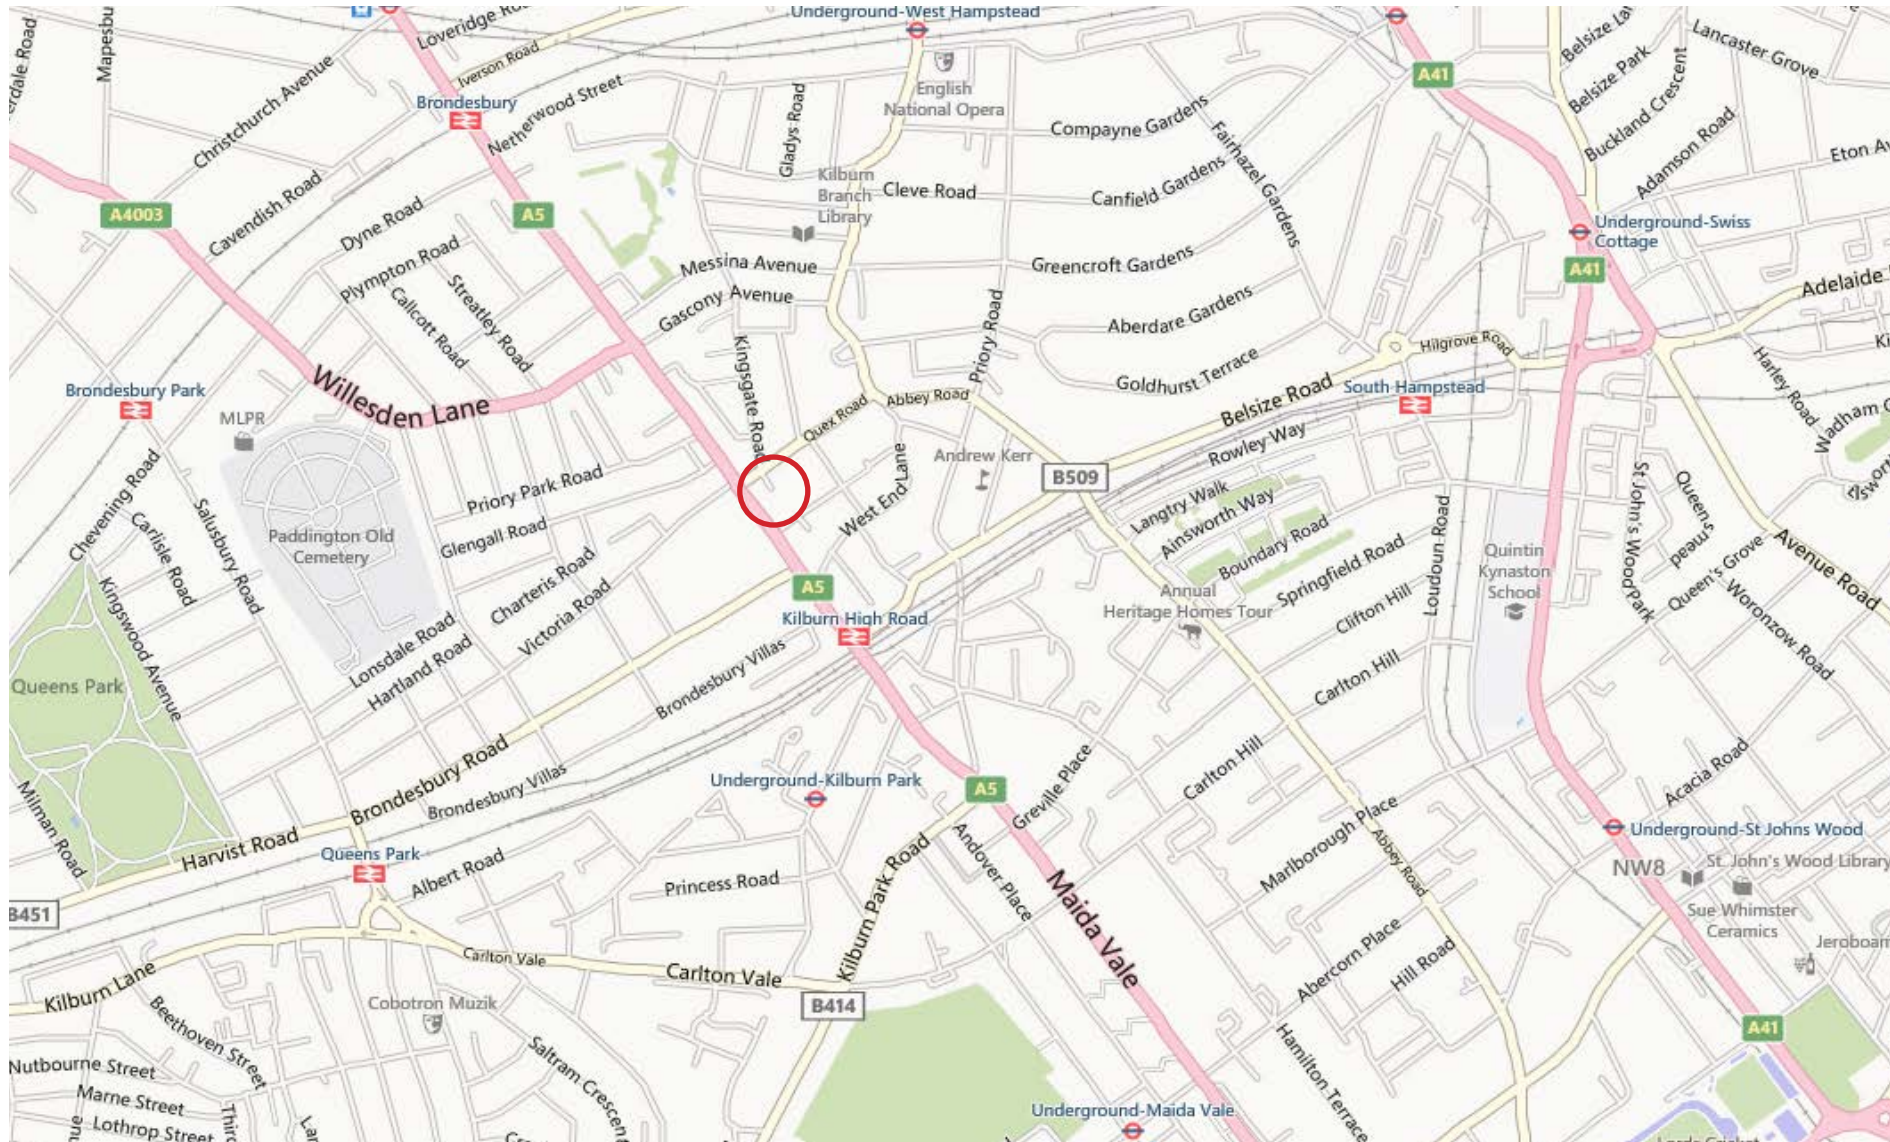 Underground-West Hampstead
Loveridge
Iverson Road
Mapesbu
erdale Road
Christchurch Avenue
Brondesbury
Netherwood Street
English
National Opera
Gladys Road
Compayne Gardens
Fairhazel Gardens
A41
Belsize La
Belsize Park
Buckland Crescent
Lancaster Grove
Adamson Road
Eton Av
A4003
Cavendish Road
Dyne Road
A5
Kilburn
Branch
Library
Cleve Road
Canfield Gardens
Underground-Swiss
Cottage
A41
Adelaide
Plympton Road
Callcott Road
Streatley Road
Messina Avenue
Gascony Avenue
Greencroft Gardens
Aberdare Gardens
Priory Road
Kingsgate Road
Goldhurst Terrace
Hilgrove Road
South Hampstead
Belsize Road
Harley Road
Wadham
Brondesbury Park
MLPR
Willesden Lane
Quex Road
Abbey Road
Andrew Kerr
B509
Rowley Way
Langtry Walk
Ainsworth Way
Boundary Road
Springfield Road
Loudoun Road
St John's Wood Park
Queen's mead
Queen's Grove
Avenue Road
Woronzow Road
Chevening Road
Carlisle Road
Salusbury Road
Kingswood Avenue
Paddington Old
Cemetery
Priory Park Road
Glengall Road
Charteris Road
Victoria Road
Lonsdale Road
Hartland Road
West End Lane
A5
Kilburn High Road
Annual
Heritage Homes Tour
Clifton Hill
Carlton Hill
Carlton Hill
Quintin
Kynaston
School
Queens Park
Milman Road
Harvist Road
Brondesbury Road
Brondesbury Villas
Brondesbury Villas
Underground-Kilburn Park
A5
Greville Place
Andover Place
Marlborough Place
Abbey Road
Acacia Road
Underground-St Johns Wood
NW8
St. John's Wood Library
Sue Whimster
Ceramics
Jeroboam
Queens Park
Albert Road
Princess Road
Kilburn Park Road
Maida Vale
Abercorn Place
Hill Road
B451
Kilburn Lane
Carlton Vale
Carlton Vale
B414
Cobotron Muzik
Beethoven Street
Saltram Crescent
Hamilton Terrace
A41
Nutbourne Street
Marne Street
Lothrop Street
Third
Underground-Maida Vale
Lords Cricket